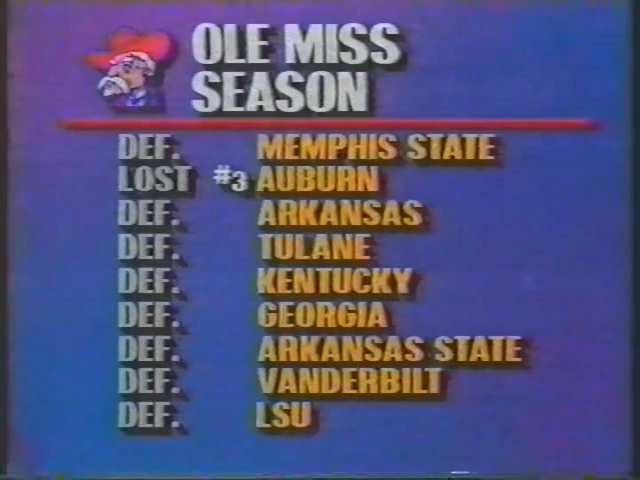 OLE MISS
SEASON
DEF. MEMPHIS STATE
LOST #3 AUBURN
DEF. ARKANSAS
DEF. TULANE
DEF. KENTUCKY
DEF. GEORGIA
DEF. ARKANSAS STATE
DEF. VANDERBILT
DEF. LSU